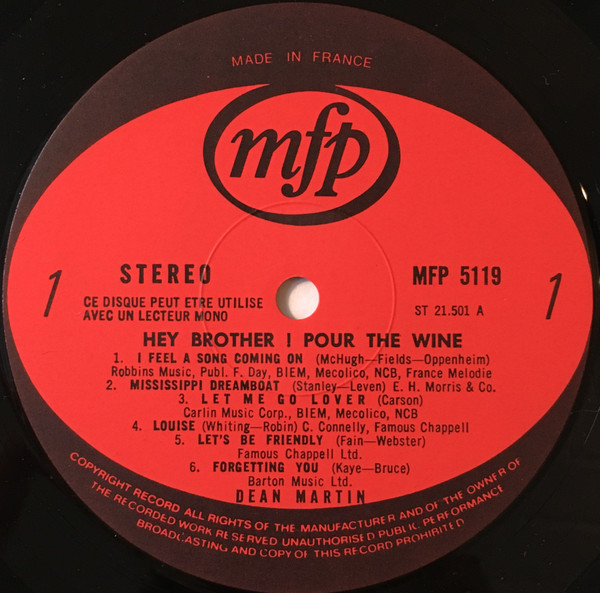 MADE IN FRANCE
mfp
1
STEREO
MFP 5119
1
CE DISQUE PEUT ETRE UTILISE
AVEC UN LECTEUR MONO
ST 21.501 A
HEY BROTHER ! POUR THE WINE
1. I FEEL A SONG COMING ON (McHugh—Fields—Oppenheim)
Robbins Music, Publ. F. Day, BIEM, Mecolico, NCB, France Melodie
2. MISSISSIPPI DREAMBOAT (Stanley—Leven) E. H. Morris & Co.
3. LET ME GO LOVER (Carson)
Carlin Music Corp., BIEM, Mecolico, NCB
4. LOUISE (Whiting—Robin) C. Connelly, Famous Chappell
5. LET'S BE FRIENDLY (Fain—Webster)
Famous Chappell Ltd.
6. FORGETTING YOU (Kaye—Bruce)
Barton Music Ltd.
DEAN MARTIN
COPYRIGHT RECORD ALL RIGHTS OF THE MANUFACTURER AND OF THE OWNER OF
THE RECORDED WORK RESERVED UNAUTHORISED PUBLIC PERFORMANCE
BROADCASTING AND COPY OF THIS RECORD PROHIBITED